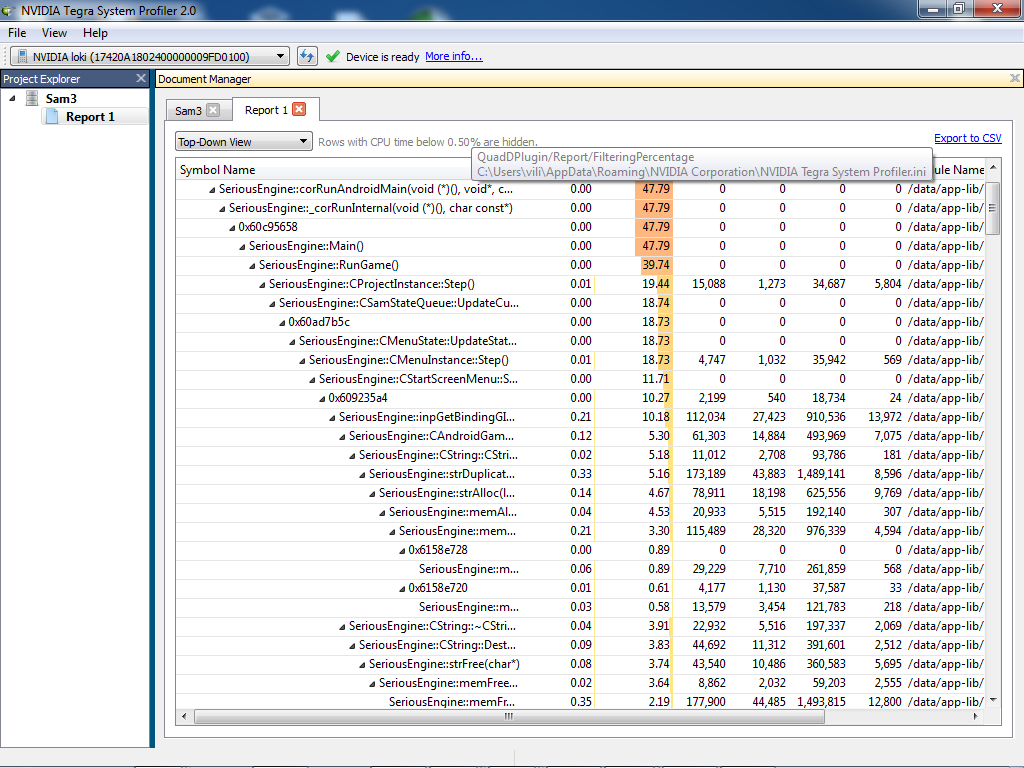 NVIDIA Tegra System Profiler 2.0
File View Help
NVIDIA loki (17420A1802400000009FD0100) Device is ready More info...
Project Explorer
Document Manager
Sam3
Report 1
Sam3 Report 1
Top-Down View Rows with CPU time below 0.50% are hidden. Export to CSV
QuadDPlugin/Report/FilteringPercentage
C:\Users\vili\AppData\Roaming\NVIDIA Corporation\NVIDIA Tegra System Profiler.ini
Symbol Name ule Name
SeriousEngine::corRunAndroidMain(void (*)(), void*, c... 0.00 47.79 0 0 0 0 /data/app-lib/
SeriousEngine::_corRunInternal(void (*)(), char const*) 0.00 47.79 0 0 0 0 /data/app-lib/
0x60c95658 0.00 47.79 0 0 0 0 /data/app-lib/
SeriousEngine::Main() 0.00 47.79 0 0 0 0 /data/app-lib/
SeriousEngine::RunGame() 0.00 39.74 0 0 0 0 /data/app-lib/
SeriousEngine::CProjectInstance::Step() 0.01 19.44 15,088 1,273 34,687 5,804 /data/app-lib/
SeriousEngine::CSamStateQueue::UpdateCu... 0.00 18.74 0 0 0 0 /data/app-lib/
0x60ad7b5c 0.00 18.73 0 0 0 0 /data/app-lib/
SeriousEngine::CMenuState::UpdateStat... 0.00 18.73 0 0 0 0 /data/app-lib/
SeriousEngine::CMenuInstance::Step() 0.01 18.73 4,747 1,032 35,942 569 /data/app-lib/
SeriousEngine::CStartScreenMenu::S... 0.00 11.71 0 0 0 0 /data/app-lib/
0x609235a4 0.00 10.27 2,199 540 18,734 24 /data/app-lib/
SeriousEngine::inpGetBindingGl... 0.21 10.18 112,034 27,423 910,536 13,972 /data/app-lib/
SeriousEngine::CAndroidGam... 0.12 5.30 61,303 14,884 493,969 7,075 /data/app-lib/
SeriousEngine::CString::CStri... 0.02 5.18 11,012 2,708 93,786 181 /data/app-lib/
SeriousEngine::strDuplicat... 0.33 5.16 173,189 43,883 1,489,141 8,596 /data/app-lib/
SeriousEngine::strAlloc(l... 0.14 4.67 78,911 18,198 625,556 9,769 /data/app-lib/
SeriousEngine::memAl... 0.04 4.53 20,933 5,515 192,140 307 /data/app-lib/
SeriousEngine::mem... 0.21 3.30 115,489 28,320 976,339 4,594 /data/app-lib/
0x6158e728 0.00 0.89 0 0 0 0 /data/app-lib/
SeriousEngine::m... 0.06 0.89 29,229 7,710 261,859 568 /data/app-lib/
0x6158e720 0.01 0.61 4,177 1,130 37,587 33 /data/app-lib/
SeriousEngine::m... 0.03 0.58 13,579 3,454 121,783 218 /data/app-lib/
SeriousEngine::CString::~CStri... 0.04 3.91 22,932 5,516 197,337 2,069 /data/app-lib/
SeriousEngine::CString::Dest... 0.09 3.83 44,692 11,312 391,601 2,512 /data/app-lib/
SeriousEngine::strFree(char*) 0.08 3.74 43,540 10,486 360,583 5,695 /data/app-lib/
SeriousEngine::memFree... 0.02 3.64 8,862 2,032 59,203 2,555 /data/app-lib/
SeriousEngine::memFr... 0.35 2.19 177,900 44,485 1,493,815 12,800 /data/app-lib/